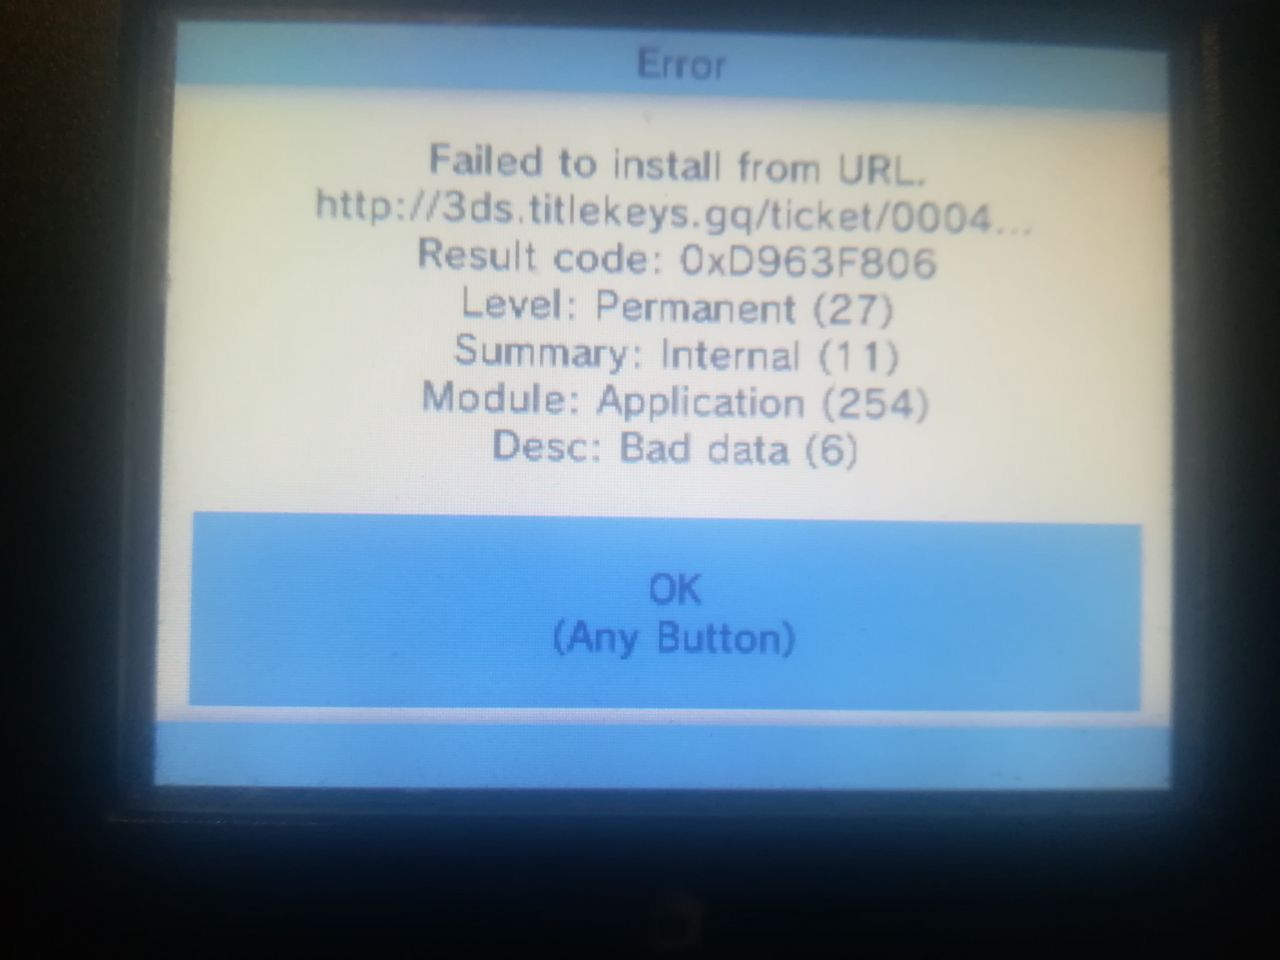 Error
Failed to install from URL.
http://3ds.titlekeys.gq/ticket/0004...
Result code: 0xD963F806
Level: Permanent (27)
Summary: Internal (11)
Module: Application (254)
Desc: Bad data (6)
OK
(Any Button)